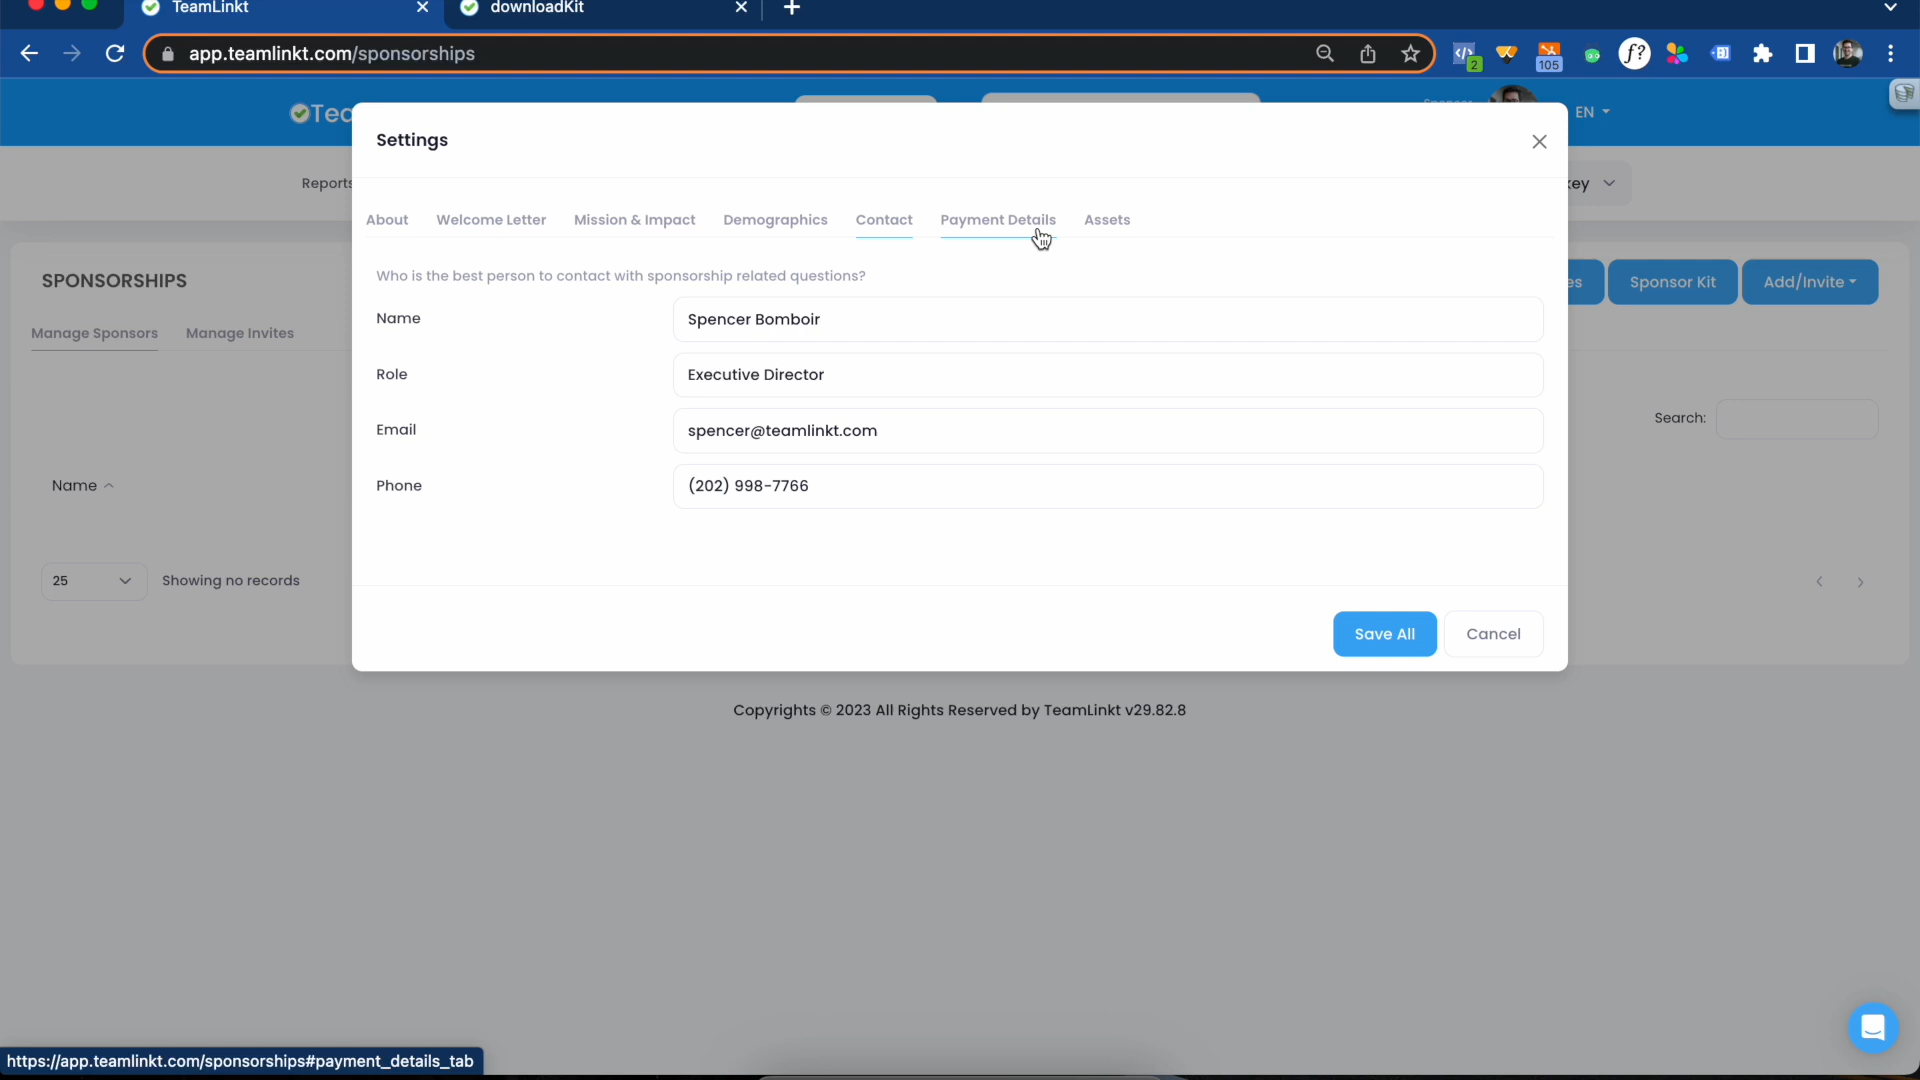 TeamLinkt
downloadKit
app.teamlinkt.com/sponsorships
2
105
f?
EN
Settings
Reports
key
About Welcome Letter Mission & Impact Demographics Contact Payment Details Assets
SPONSORSHIPS
Sponsor Kit
Add/Invite
Manage Sponsors
Manage Invites
Who is the best person to contact with sponsorship related questions?
Name
Spencer Bomboir
Role
Executive Director
Email
spencer@teamlinkt.com
Phone
(202) 998-7766
Search:
Name
25
Showing no records
Save All
Cancel
Copyrights © 2023 All Rights Reserved by TeamLinkt v29.82.8
https://app.teamlinkt.com/sponsorships#payment_details_tab